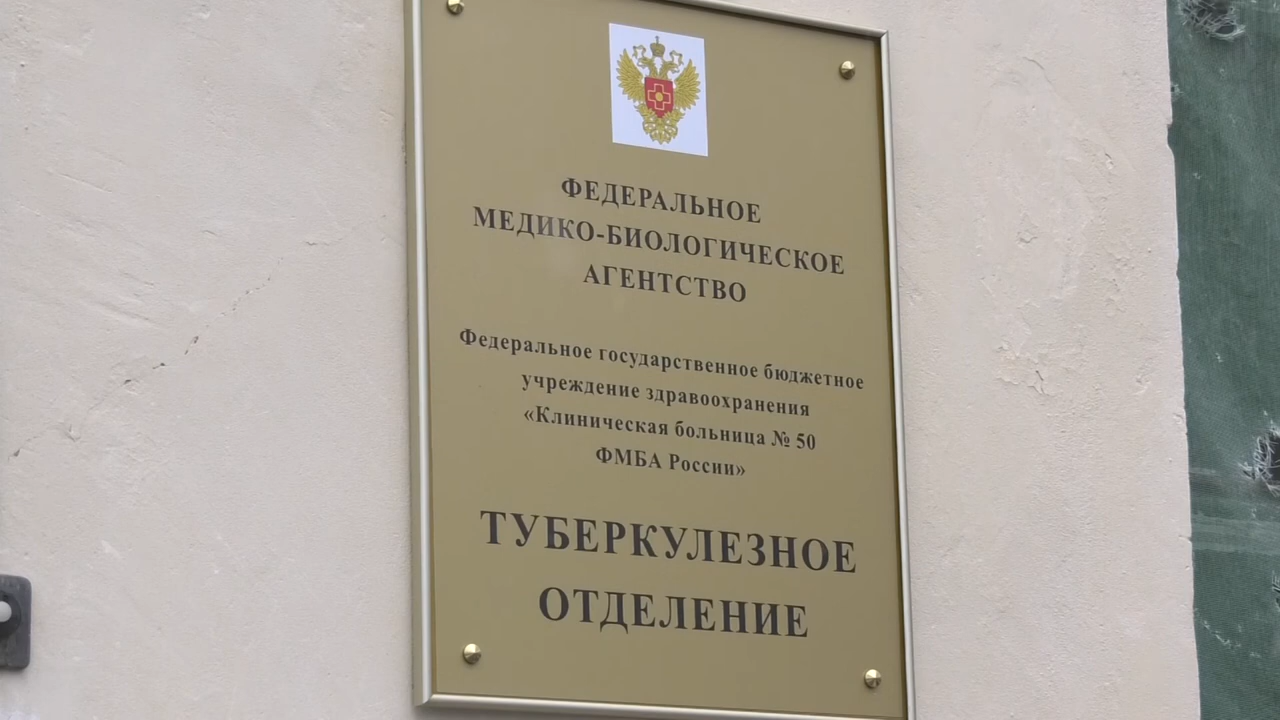 ФЕДЕРАЛЬНОЕ
МЕДИКО-БИОЛОГИЧЕСКОЕ
АГЕНТСТВО
Федеральное государственное бюджетное
учреждение здравоохранения
«Клиническая больница № 50
ФМБА России»
ТУБЕРКУЛЕЗНОЕ
ОТДЕЛЕНИЕ